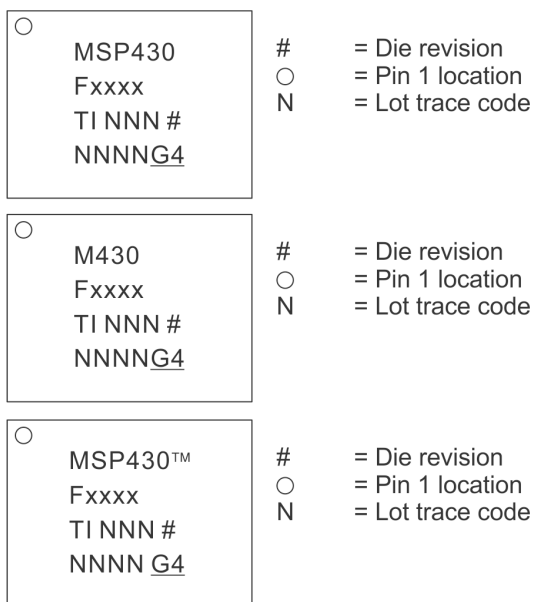 MSP430
Fxxxx
TI NNN #
NNNNG4
# = Die revision
○ = Pin 1 location
N = Lot trace code
M430
Fxxxx
TI NNN #
NNNNG4
# = Die revision
○ = Pin 1 location
N = Lot trace code
MSP430™
Fxxxx
TI NNN #
NNNN G4
# = Die revision
○ = Pin 1 location
N = Lot trace code